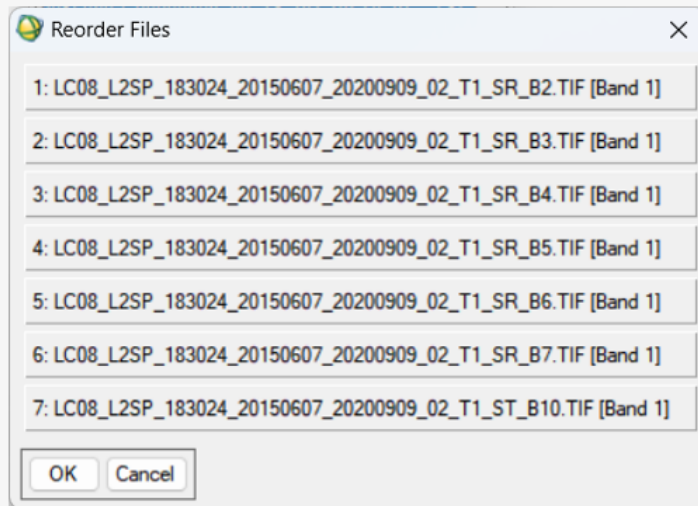 Reorder Files
1: LC08_L2SP_183024_20150607_20200909_02_T1_SR_B2.TIF [Band 1]
2: LC08_L2SP_183024_20150607_20200909_02_T1_SR_B3.TIF [Band 1]
3: LC08_L2SP_183024_20150607_20200909_02_T1_SR_B4.TIF [Band 1]
4: LC08_L2SP_183024_20150607_20200909_02_T1_SR_B5.TIF [Band 1]
5: LC08_L2SP_183024_20150607_20200909_02_T1_SR_B6.TIF [Band 1]
6: LC08_L2SP_183024_20150607_20200909_02_T1_SR_B7.TIF [Band 1]
7: LC08_L2SP_183024_20150607_20200909_02_T1_ST_B10.TIF [Band 1]
OK Cancel